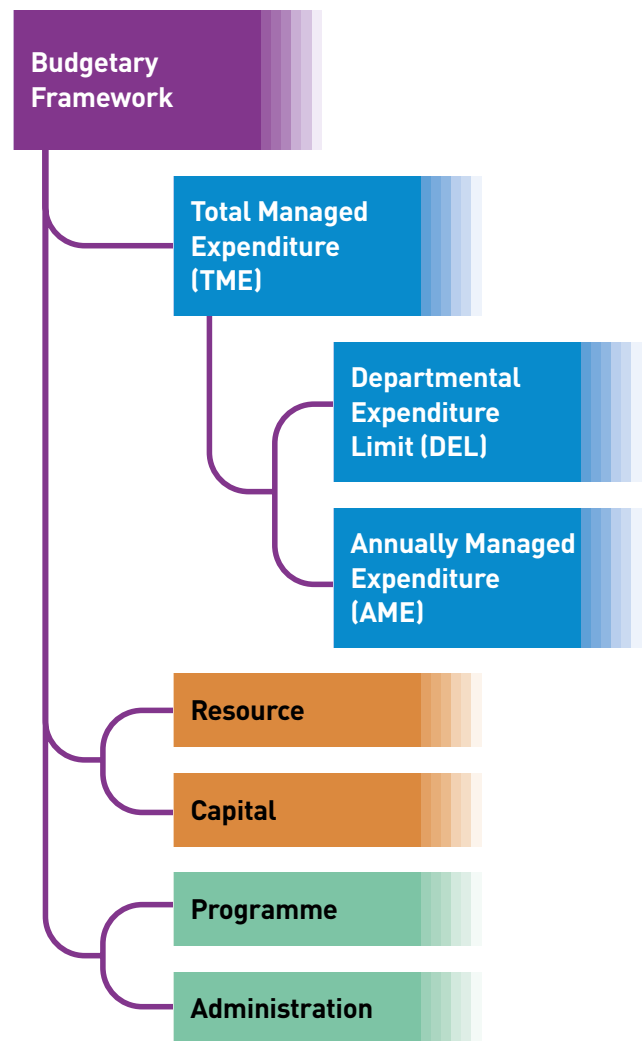 Budgetary
Framework
Total Managed
Expenditure
(TME)
Departmental
Expenditure
Limit (DEL)
Annually Managed
Expenditure
(AME)
Resource
Capital
Programme
Administration